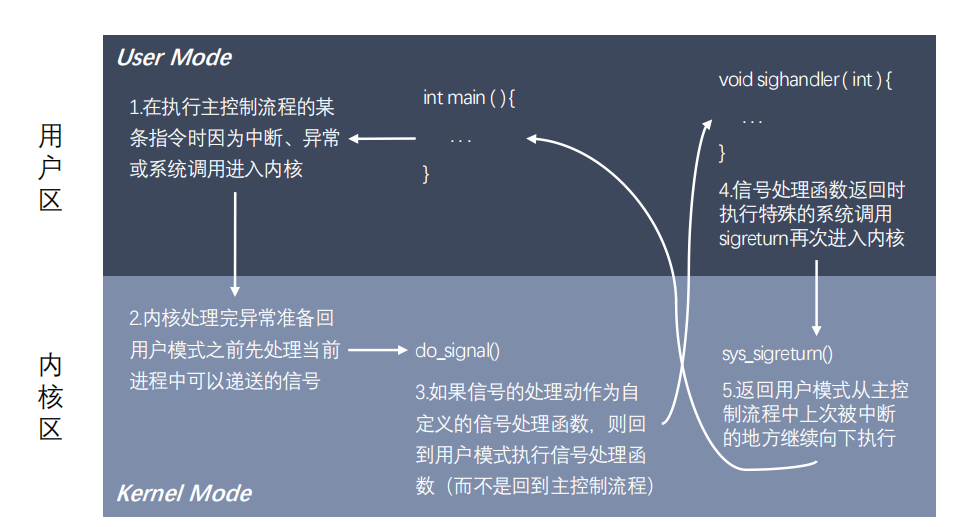 User Mode
用
户
区
1.在执行主控制流程的某
条指令时因为中断、异常
或系统调用进入内核
int main ( ) {
. . .
}
void sighandler ( int ) {
. . .
}
4.信号处理函数返回时
执行特殊的系统调用
sigreturn再次进入内核
内
核
区
2.内核处理完异常准备回
用户模式之前先处理当前
进程中可以递送的信号
do_signal()
3.如果信号的处理动作为自
定义的信号处理函数，则回
到用户模式执行信号处理函
数（而不是回到主控制流程）
sys_sigreturn()
5.返回用户模式从主控
制流程中上次被中断
的地方继续向下执行
Kernel Mode